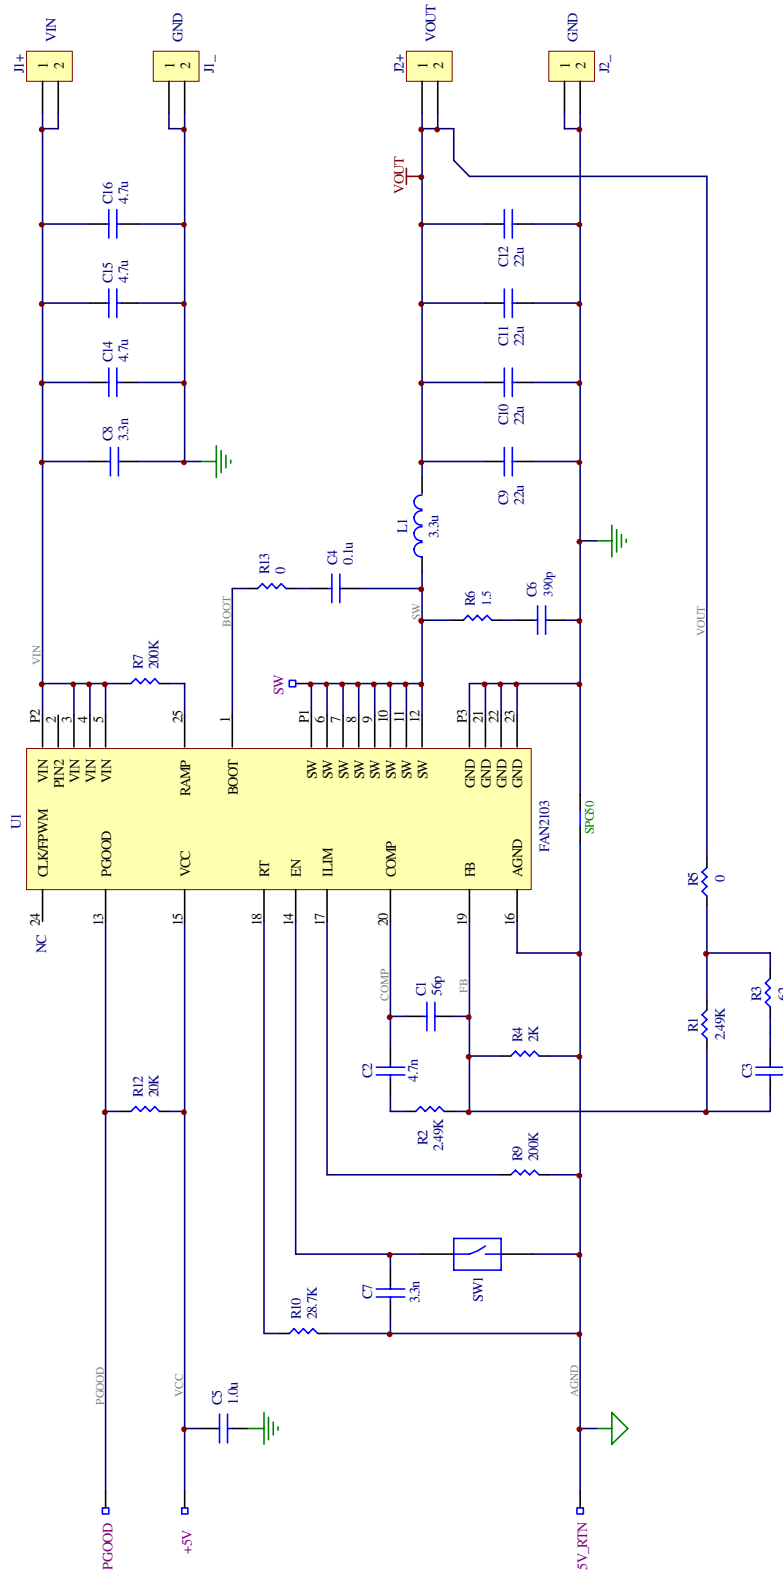 J1+
1
2
VIN
J1_
1
2
GND
J2+
1
2
VOUT
J2_
1
2
GND
C16
4.7u
C15
4.7u
C14
4.7u
C8
3.3n
VOUT
C12
22u
C11
22u
C10
22u
C9
22u
L1
3.3u
R13
0
C4
0.1u
BOOT
SW
R6
1.5
C6
390p
VOUT
VIN
R7
200K
SW
P2
2
3
4
5
25
1
P1
6
7
8
9
10
11
12
P3
21
22
23
U1
VIN
PIN2
VIN
VIN
VIN
RAMP
BOOT
SW
SW
SW
SW
SW
SW
SW
SW
GND
GND
GND
GND
CLK/FPWM
PGOOD
VCC
RT
EN
ILIM
COMP
FB
AGND
FAN2103
SPG50
24
NC
13
15
18
14
17
20
19
16
R5
0
COMP
C1
56p
FB
C2
4.7n
R4
2K
R1
2.49K
R3
C3
R12
20K
R2
2.49K
R9
200K
SW1
C7
3.3n
R10
28.7K
PGOOD
VCC
C5
1.0u
AGND
PGOOD
+5V
5V_RTN